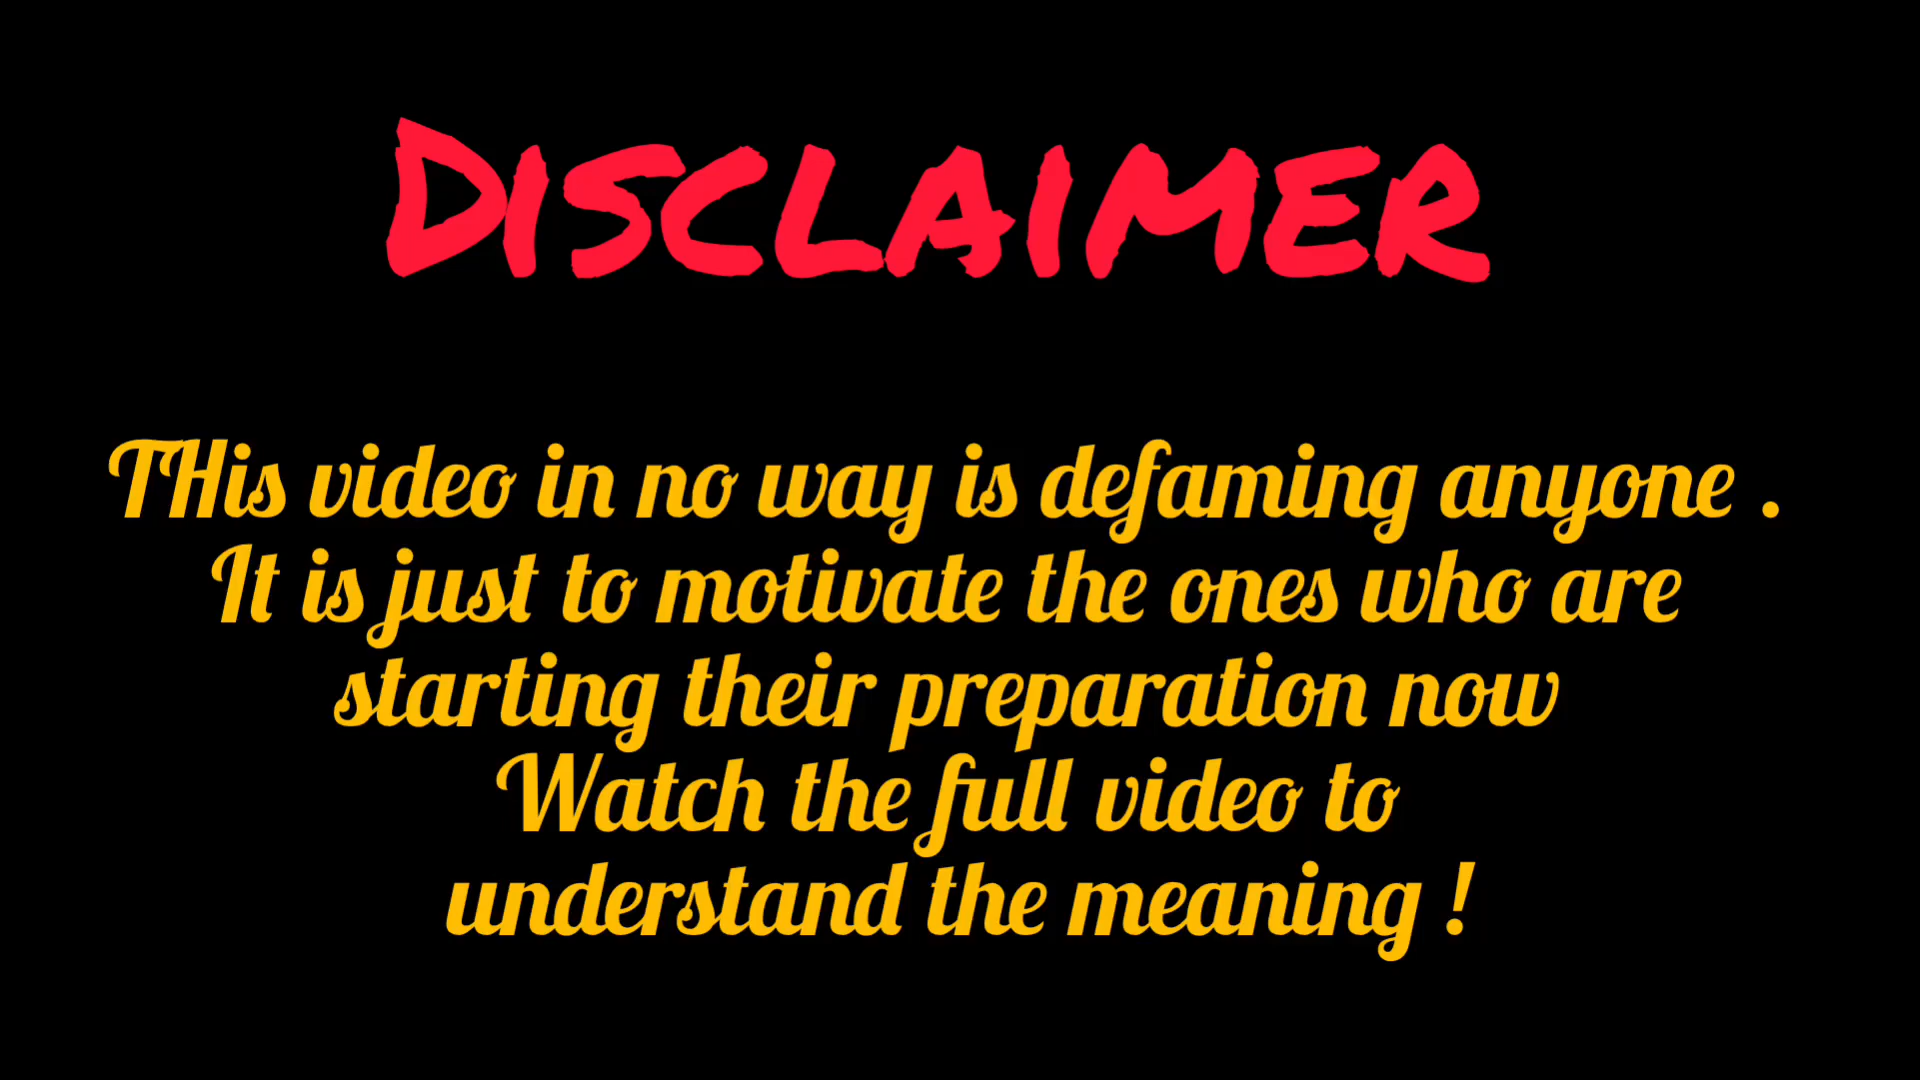 DISCLAIMER
THis video in no way is defaming anyone .
It is just to motivate the ones who are
starting their preparation now
Watch the full video to
understand the meaning !